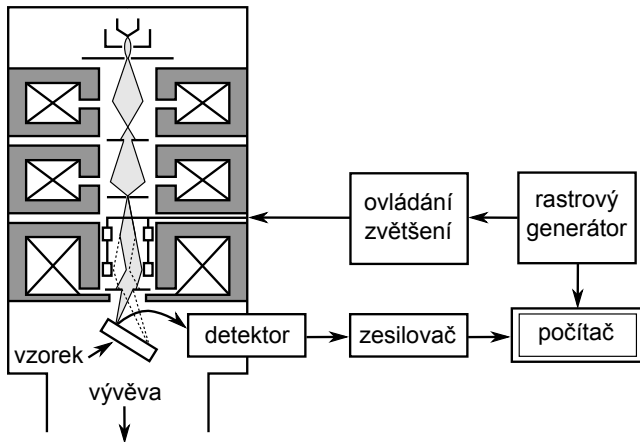 ovládání
zvětšení
rastrový
generátor
detektor
zesilovač
počítač
vzorek
vývěva